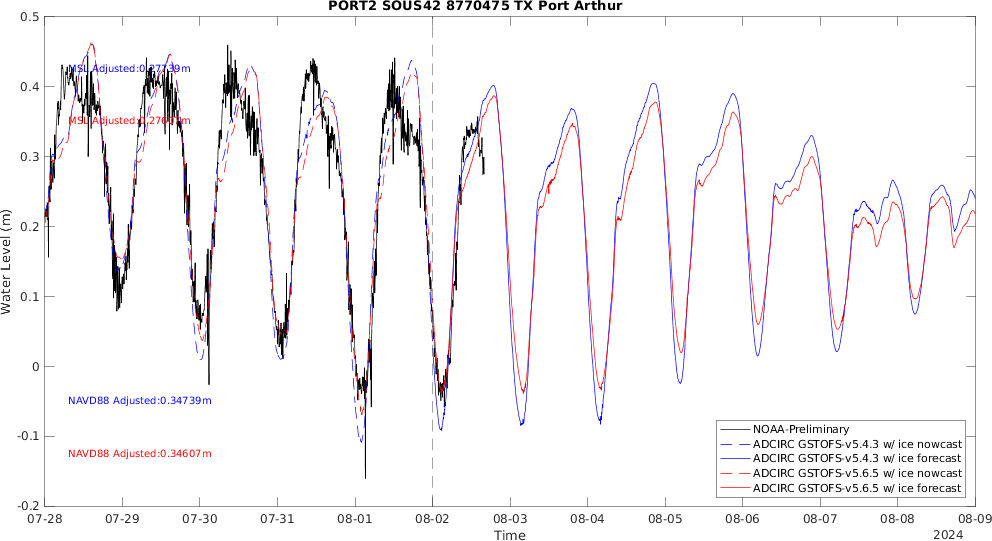 PORT2 SOUS42 8770475 TX Port Arthur
Water Level (m)
0.5
0.4
0.3
0.2
0.1
0
-0.1
-0.2
MSL Adjusted:0.27739m
MSL
NAVD88 Adjusted:0.34739m
NAVD88 Adjusted:0.34607m
NOAA-Preliminary
ADCIRC GSTOFS-v5.4.3 w/ ice nowcast
ADCIRC GSTOFS-v5.4.3 w/ ice forecast
ADCIRC GSTOFS-v5.6.5 w/ ice nowcast
ADCIRC GSTOFS-v5.6.5 w/ ice forecast
07-28 07-29 07-30 07-31 08-01 08-02 08-03 08-04 08-05 08-06 08-07 08-08 08-09
Time
2024